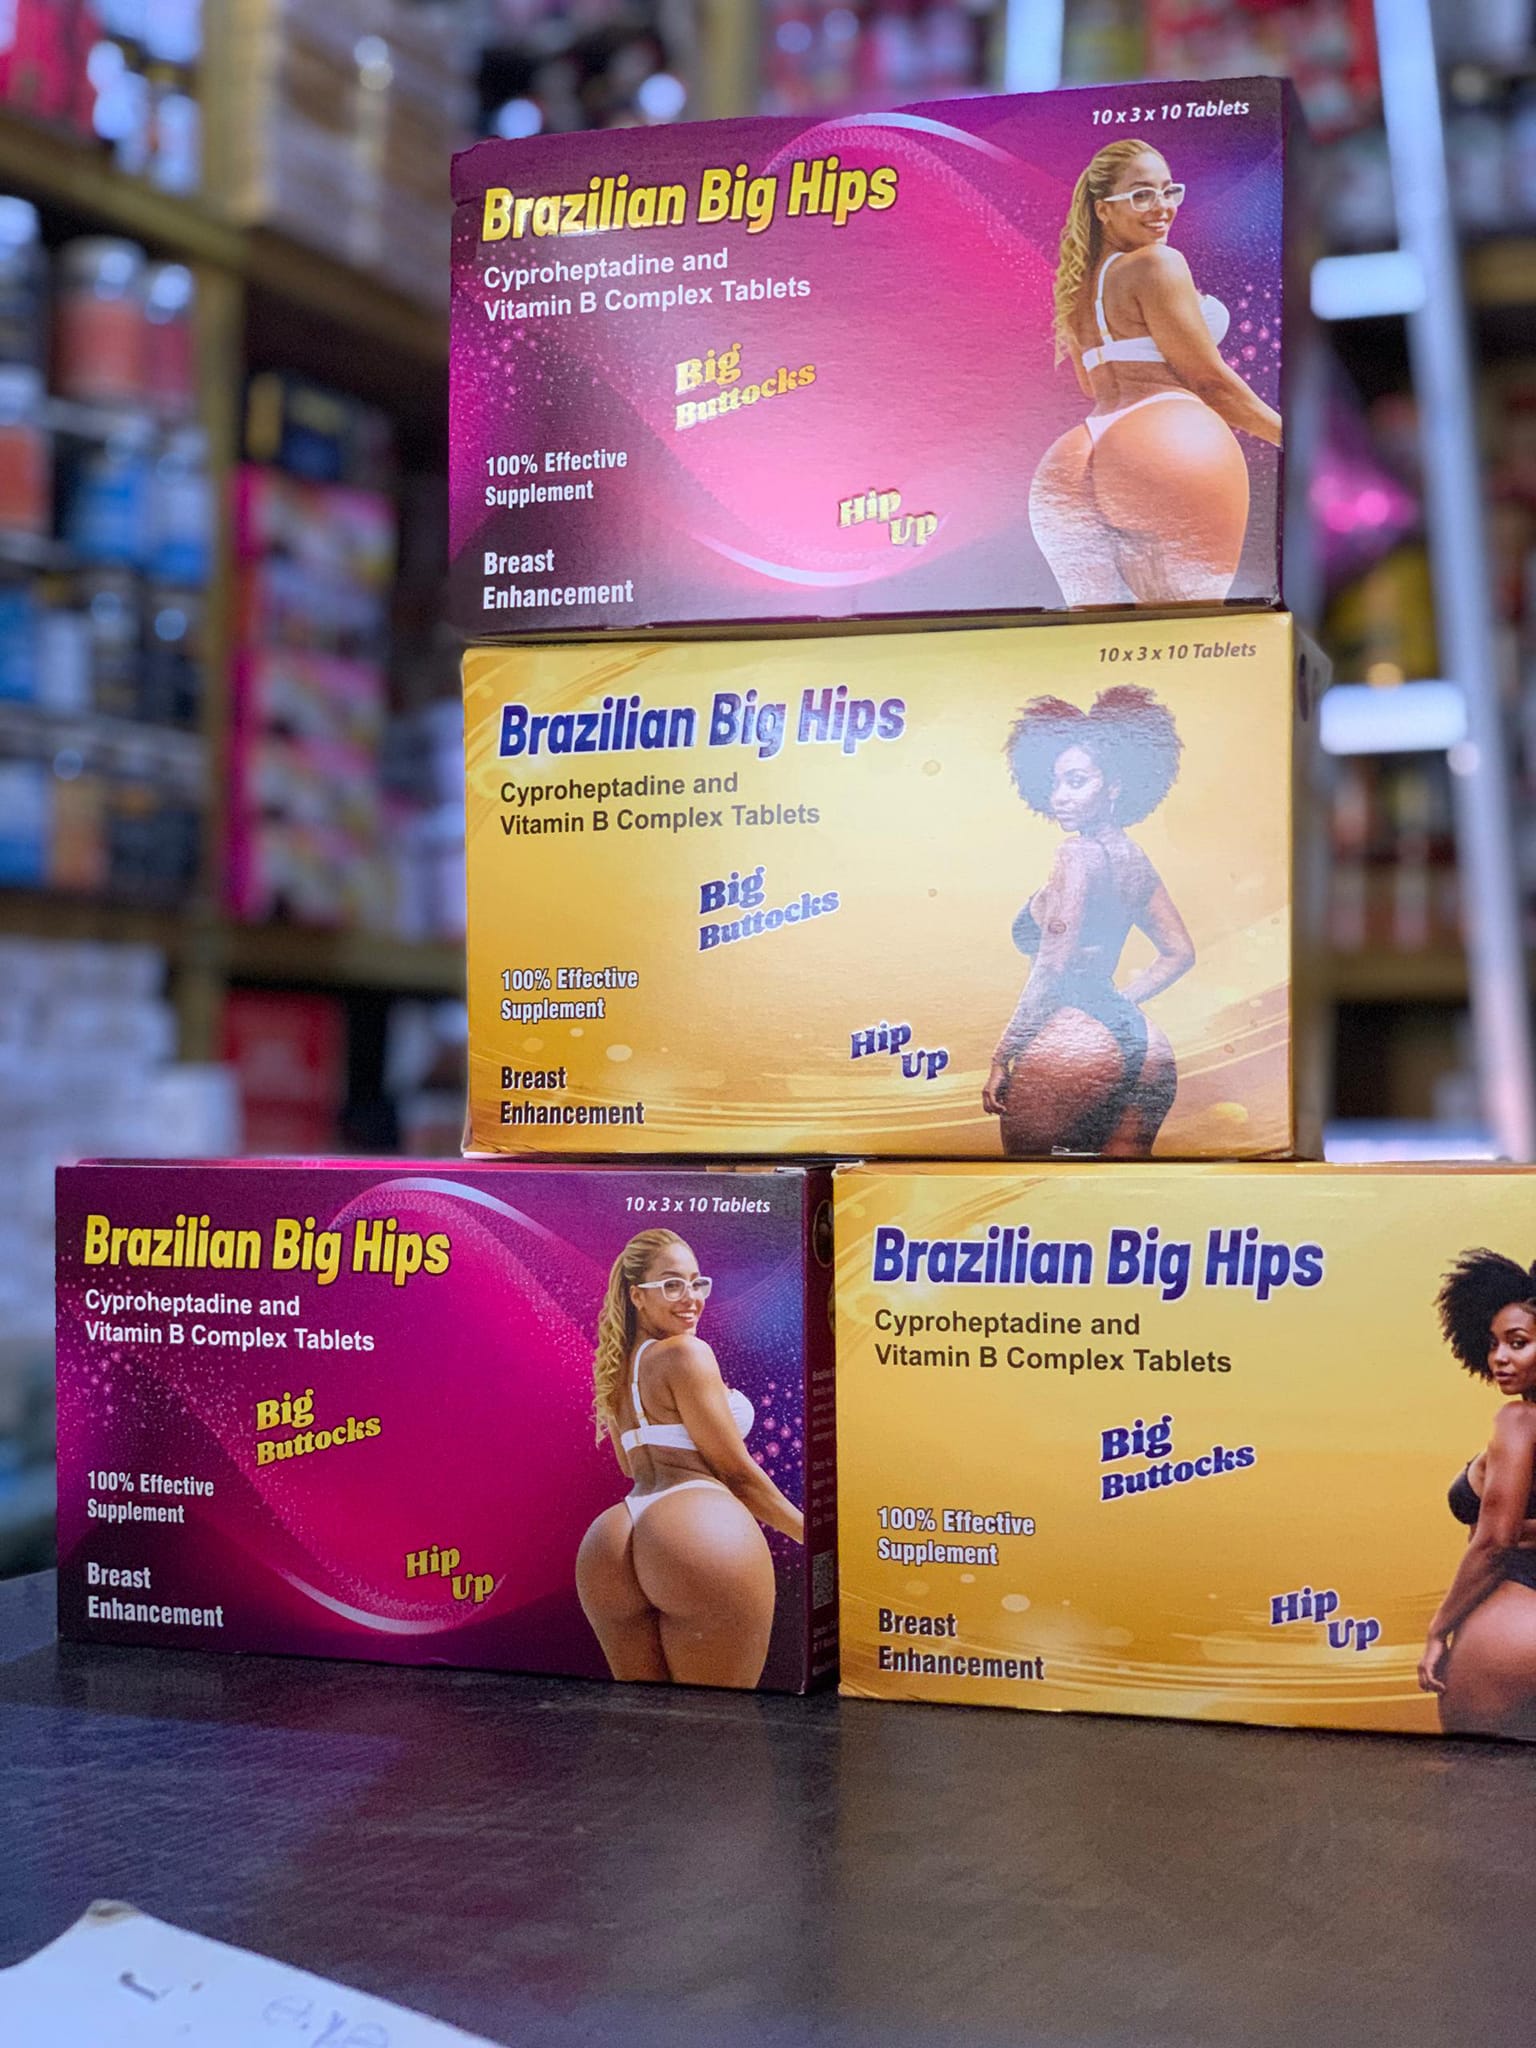 10 x 3 x 10 Tablets
Brazilian Big Hips
Cyproheptadine and
Vitamin B Complex Tablets
Big
Buttocks
100% Effective
Supplement
Hip
Up
Breast
Enhancement
10 x 3 x 10 Tablets
Brazilian Big Hips
Cyproheptadine and
Vitamin B Complex Tablets
Big
Buttocks
100% Effective
Supplement
Hip
Up
Breast
Enhancement
10 x 3 x 10 Tablets
Brazilian Big Hips
Cyproheptadine and
Vitamin B Complex Tablets
Big
Buttocks
100% Effective
Supplement
Hip
Up
Breast
Enhancement
Brazilian Big Hips
Cyproheptadine and
Vitamin B Complex Tablets
Big
Buttocks
100% Effective
Supplement
Hip
Up
Breast
Enhancement